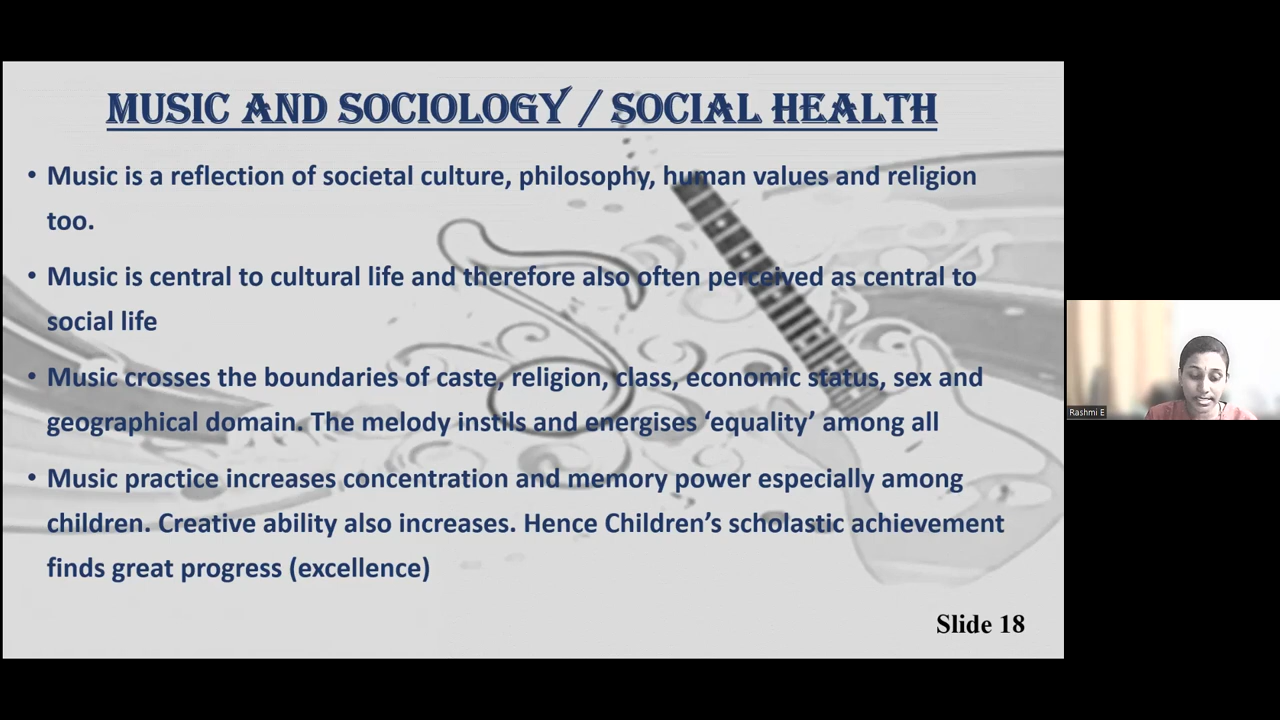 MUSIC AND SOCIOLOGY / SOCIAL HEALTH
• Music is a reflection of societal culture, philosophy, human values and religion
too.
• Music is central to cultural life and therefore also often perceived as central to
social life
• Music crosses the boundaries of caste, religion, class, economic status, sex and
geographical domain. The melody instils and energises ‘equality’ among all
• Music practice increases concentration and memory power especially among
children. Creative ability also increases. Hence Children’s scholastic achievement
finds great progress (excellence)
Slide 18
Rashmi E